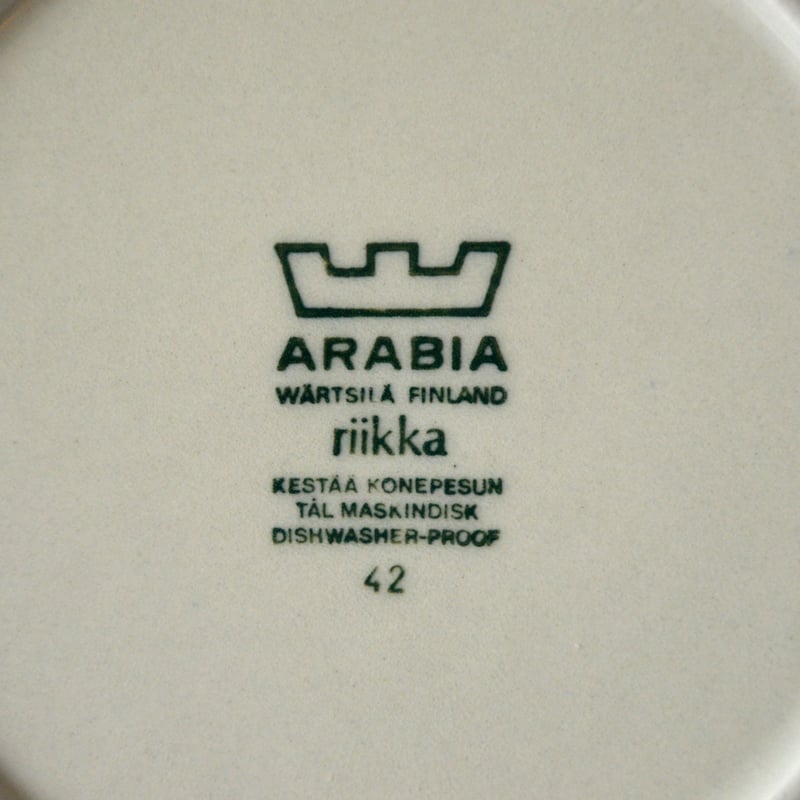 ARABIA
WÄRTSILÄ FINLAND
riikka
KESTÄÄ KONEPESUN
TÅL MASKINDISK
DISHWASHER-PROOF
42